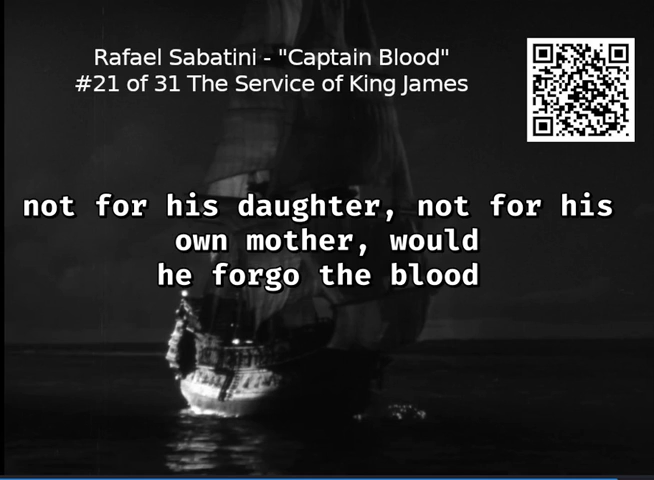 Rafael Sabatini - "Captain Blood"
#21 of 31 The Service of King James
not for his daughter, not for his
own mother, would
he forgo the blood